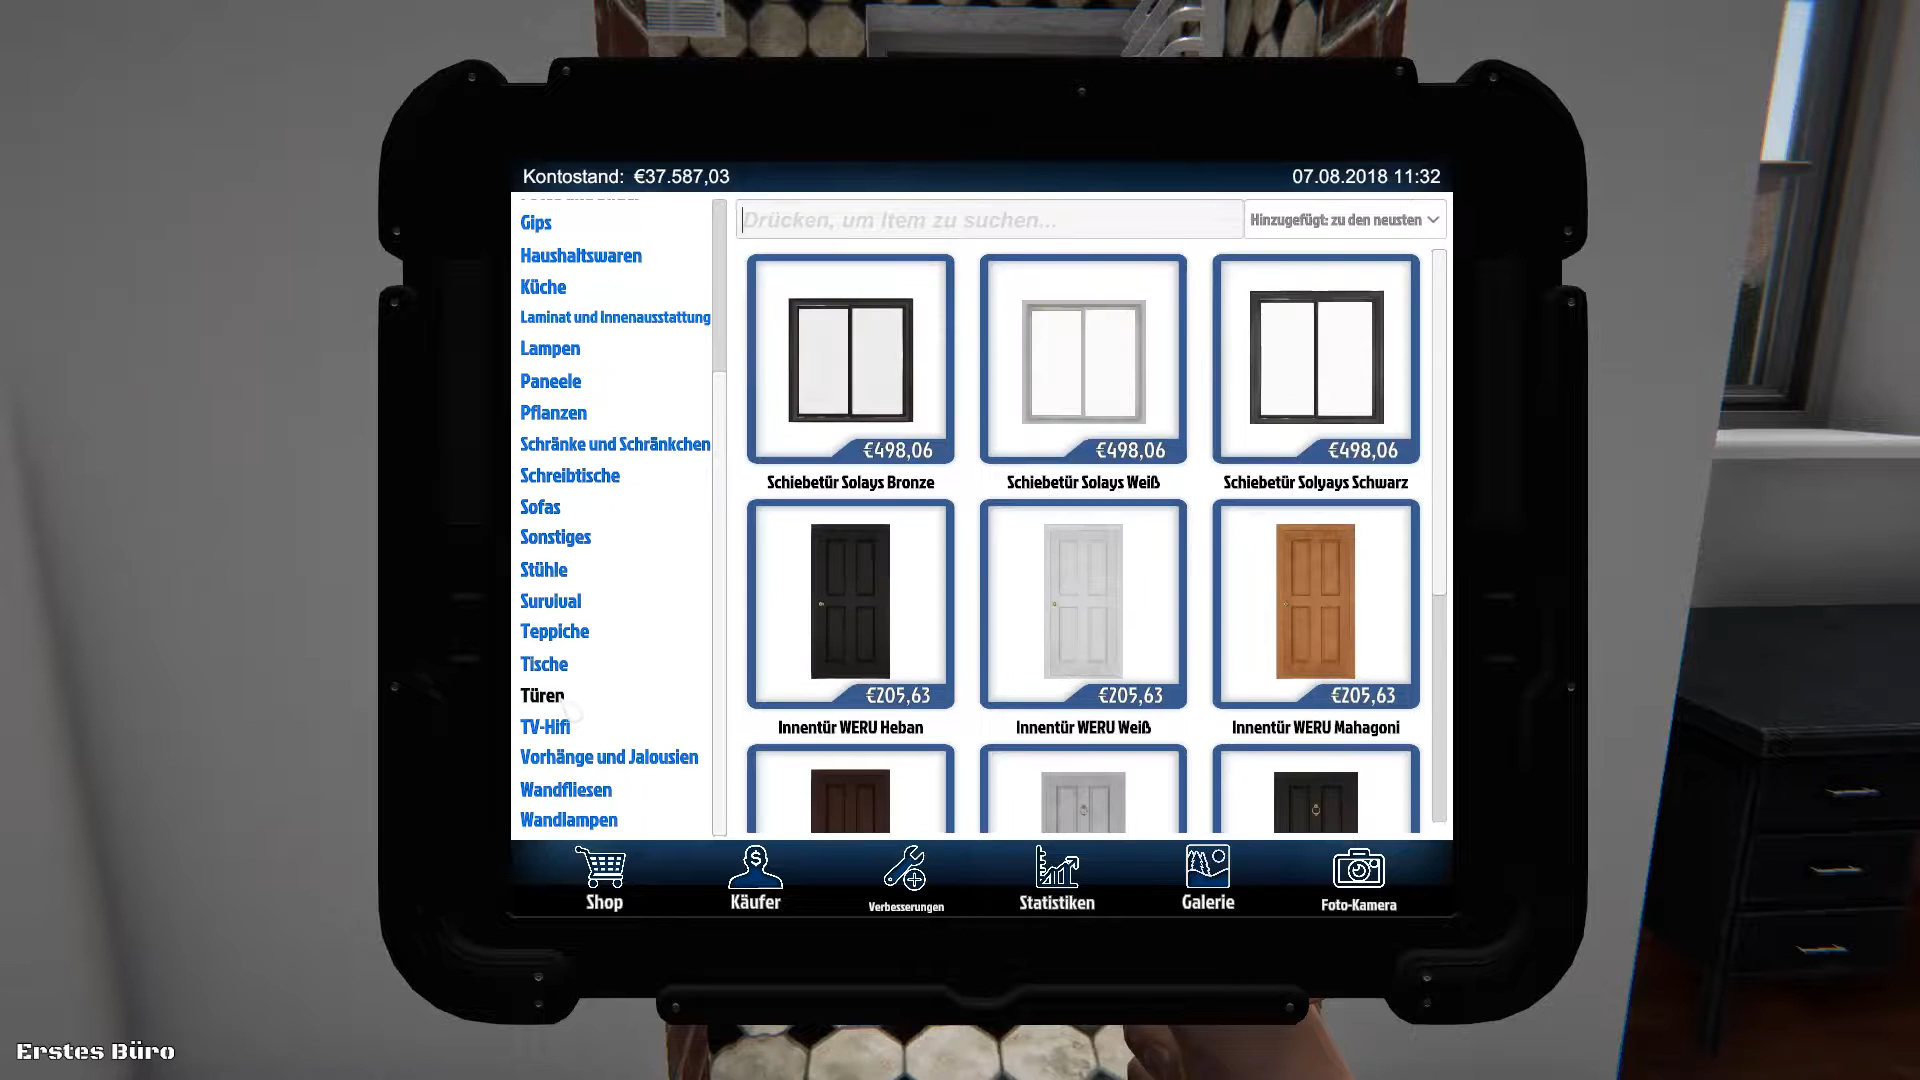 Kontostand: €37.587,03
07.08.2018 11:32
Gips
Haushaltswaren
Küche
Laminat und Innenausstattung
Lampen
Paneele
Pflanzen
Schränke und Schränkchen
Schreibtische
Sofas
Sonstiges
Stühle
Survival
Teppiche
Tische
Türen
TV-Hifi
Vorhänge und Jalousien
Wandfliesen
Wandlampen
Drücken, um Item zu suchen...
Hinzugefügt: zu den neusten
€498,06
€498,06
€498,06
Schiebetür Solays Bronze
Schiebetür Solays Weiß
Schiebetür Solyays Schwarz
€205,63
€205,63
€205,63
Innentür WERU Heban
Innentür WERU Weiß
Innentür WERU Mahagoni
Shop
Käufer
Verbesserungen
Statistiken
Galerie
Foto-Kamera
Erstes Büro